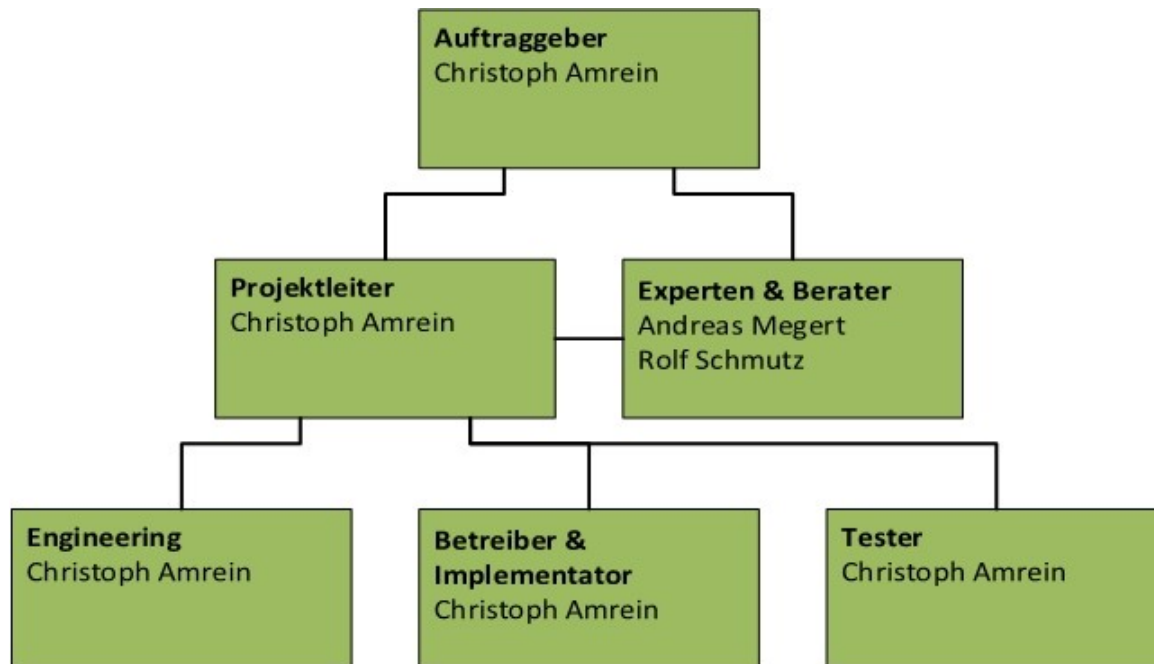 Auftraggeber
Christoph Amrein
Projektleiter
Christoph Amrein
Experten & Berater
Andreas Megert
Rolf Schmutz
Engineering
Christoph Amrein
Betreiber &
Implementator
Christoph Amrein
Tester
Christoph Amrein